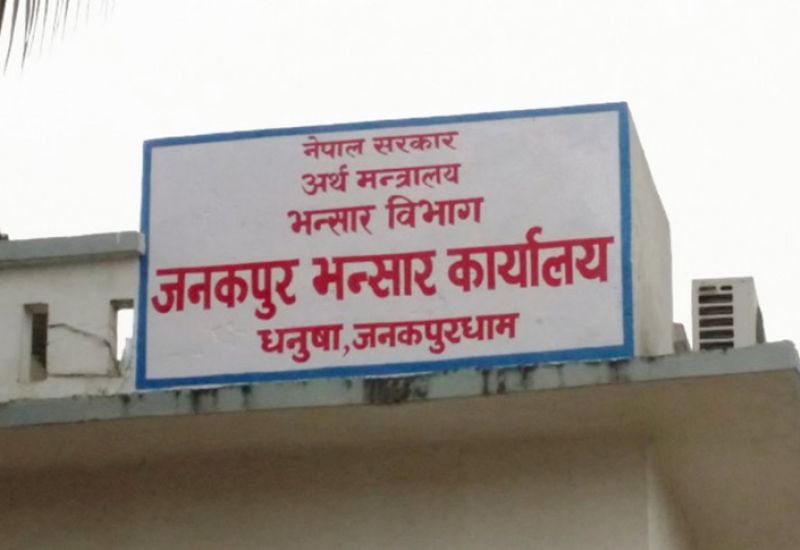 नेपाल सरकार
अर्थ मन्त्रालय
भन्सार विभाग
जनकपुर भन्सार कार्यालय
धनुषा,जनकपुरधाम